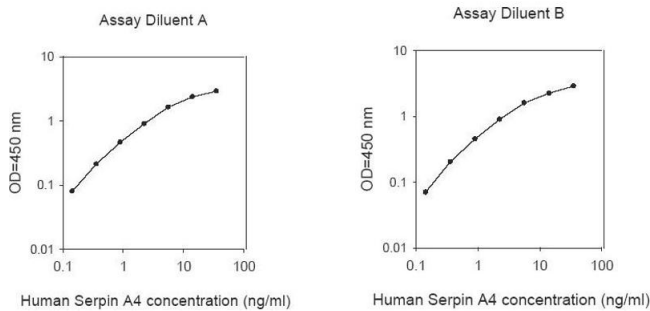 Assay Diluent A
10
1
0.1
0.01
OD=450 nm
0.1 1 10 100
Human Serpin A4 concentration (ng/ml)
Assay Diluent B
10
1
0.1
0.01
OD=450 nm
0.1 1 10 100
Human Serpin A4 concentration (ng/ml)